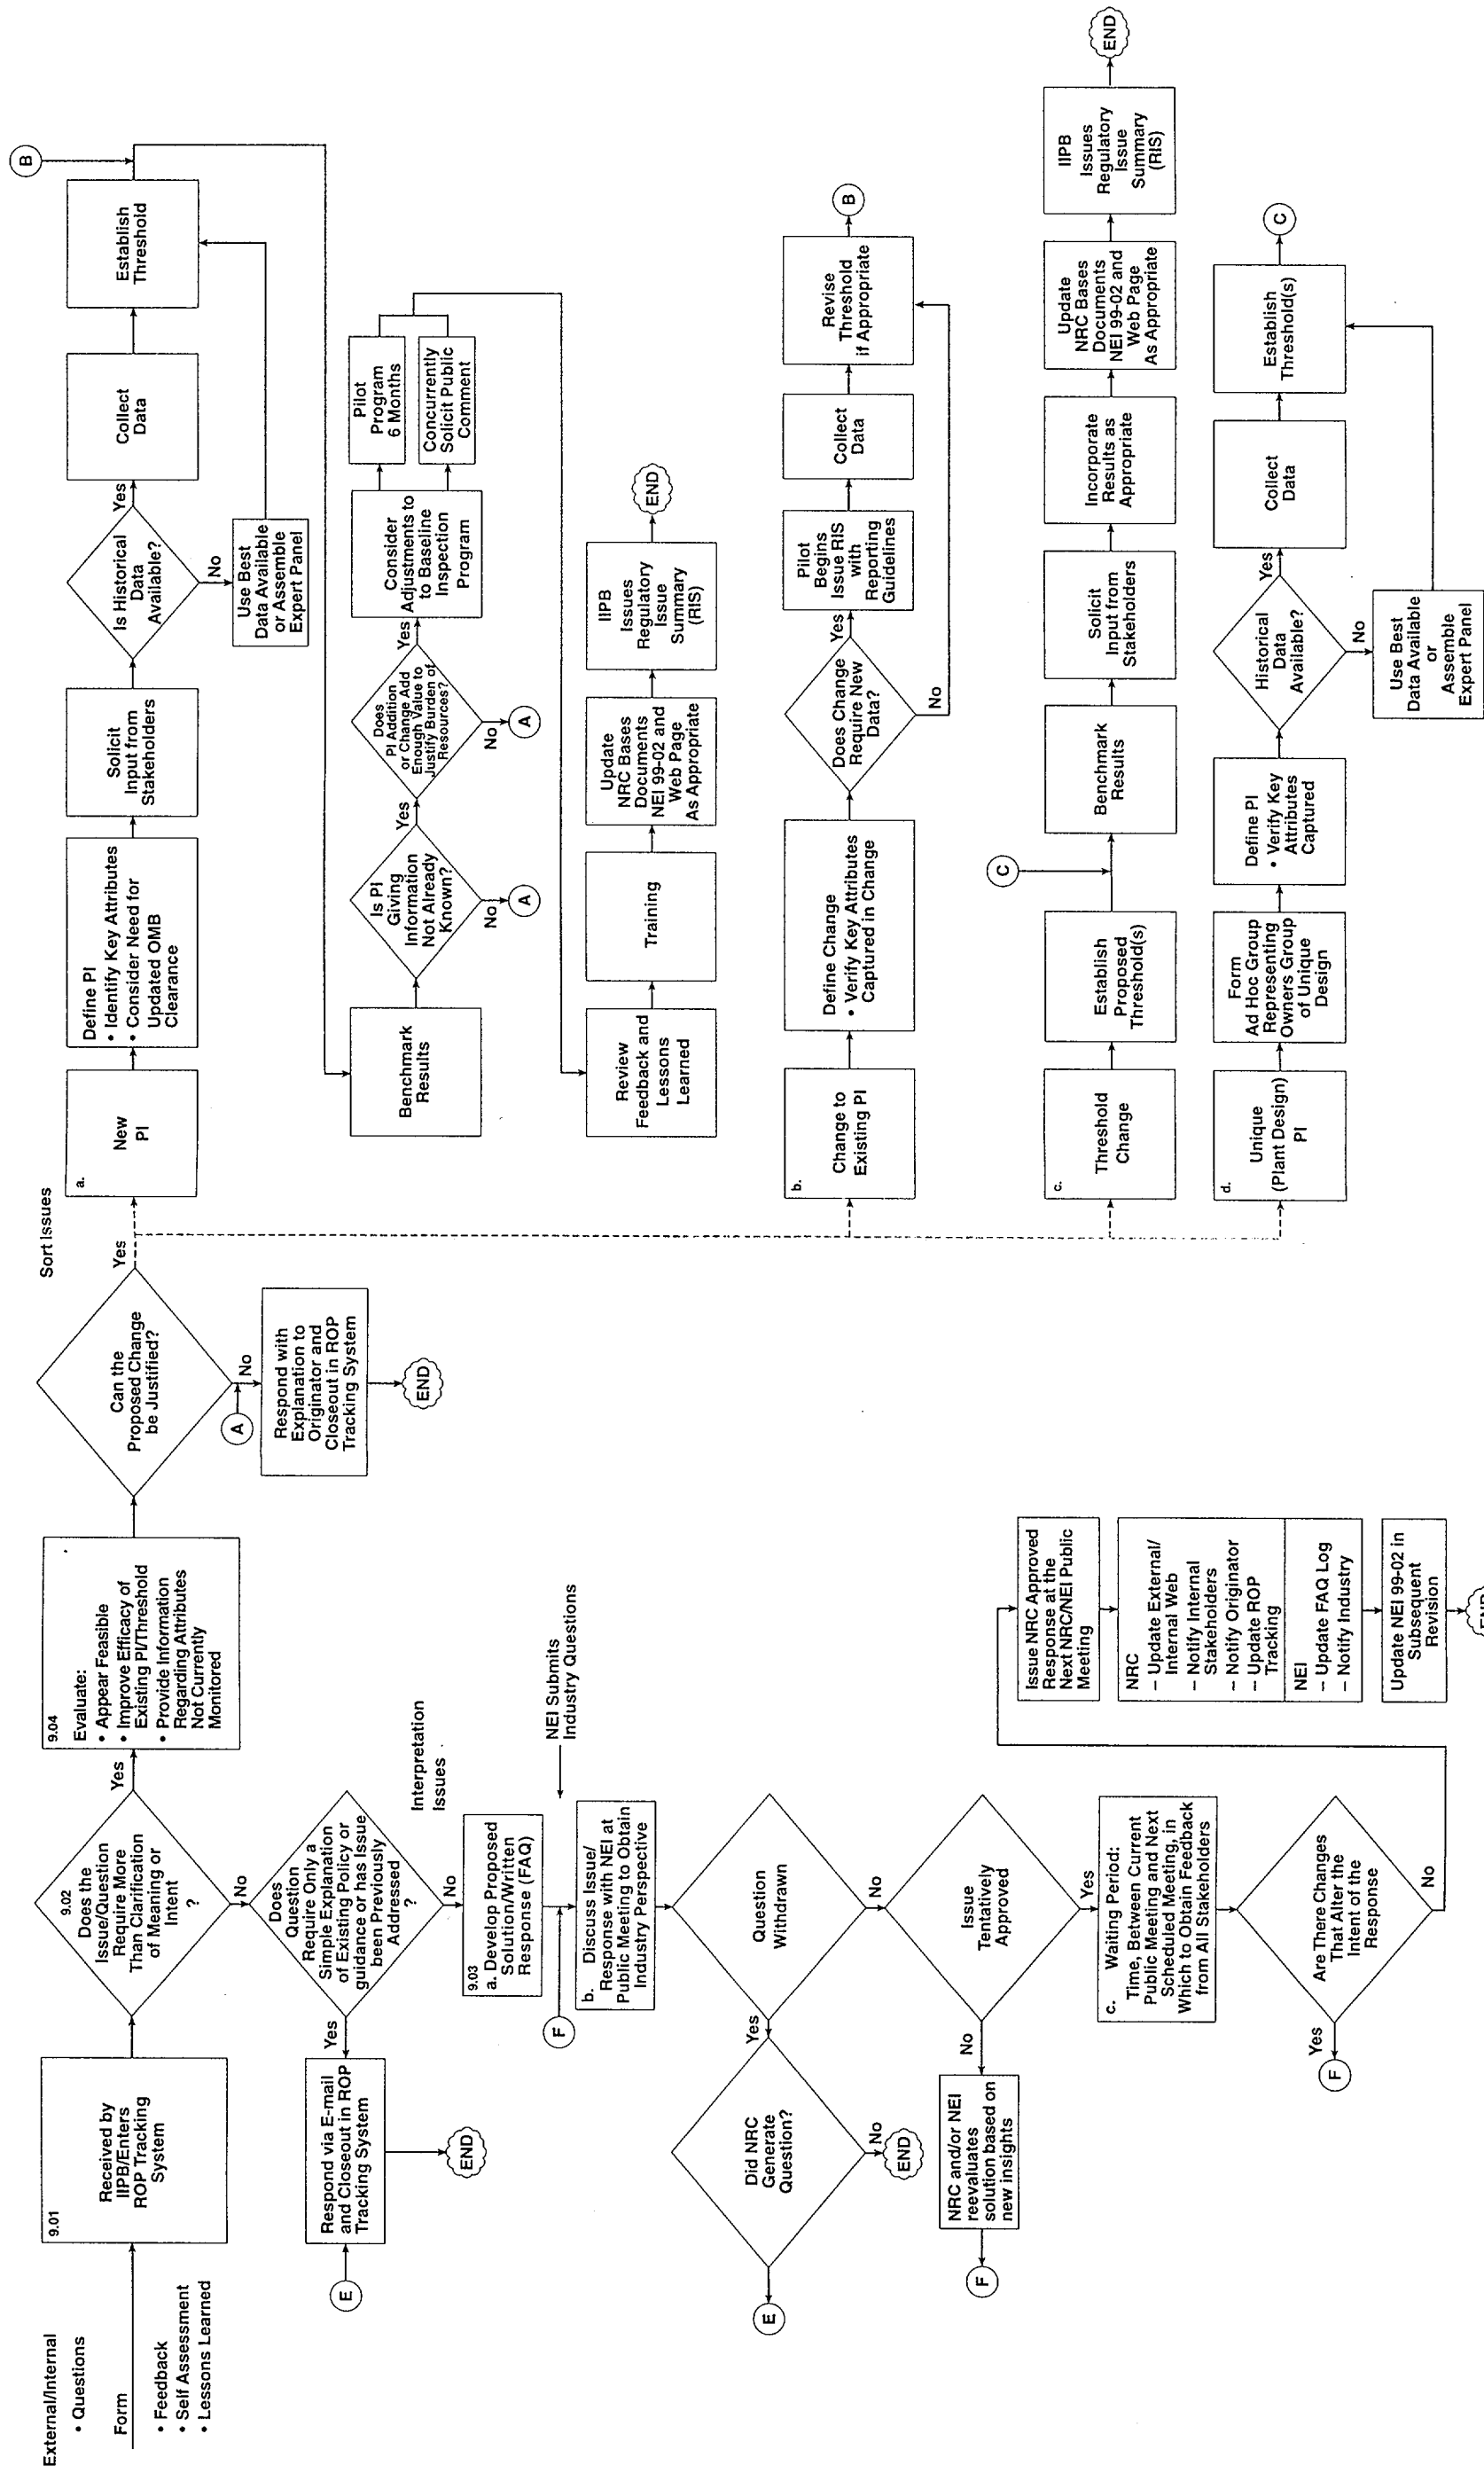 External/Internal
• Questions
Form
• Feedback
• Self Assessment
• Lessons Learned
9.01
Received by
IIPB/Enters
ROP Tracking
System
9.02
Does the
Issue/Question
Require More
Than Clarification
of Meaning or
Intent
?
Yes
No
9.04
Evaluate:
• Appear Feasible
• Improve Efficacy of
Existing PI/Threshold
• Provide Information
Regarding Attributes
Not Currently
Monitored
Can the
Proposed Change
be Justified?
Yes
No
A
Respond with
Explanation to
Originator and
Closeout in ROP
Tracking System
END
Sort Issues
Does
Question
Require Only a
Simple Explanation
of Existing Policy or
guidance or has Issue
been Previously
Addressed
?
Yes
No
E
Respond via E-mail
and Closeout in ROP
Tracking System
END
Interpretation
Issues
9.03
a. Develop Proposed
Solution/Written
Response (FAQ)
F
NEI Submits
Industry Questions
b. Discuss Issue/
Response with NEI at
Public Meeting to Obtain
Industry Perspective
Question
Withdrawn
Yes
No
Did NRC
Generate
Question?
No
END
E
Issue
Tentatively
Approved
No
Yes
NRC and/or NEI
reevaluates
solution based on
new insights
F
c. Waiting Period:
Time, Between Current
Public Meeting and Next
Scheduled Meeting, in
Which to Obtain Feedback
from All Stakeholders
Are There Changes
That Alter the
Intent of the
Response
Yes
F
No
Issue NRC Approved
Response at the
Next NRC/NEI Public
Meeting
NRC
– Update External/
Internal Web
– Notify Internal
Stakeholders
– Notify Originator
– Update ROP
Tracking
NEI
– Update FAQ Log
– Notify Industry
Update NEI 99-02 in
Subsequent
Revision
END
a.
New
PI
Define PI
• Identify Key Attributes
• Consider Need for
Updated OMB
Clearance
Solicit
Input from
Stakeholders
Is Historical
Data
Available?
Yes
No
Use Best
Data Available
or Assemble
Expert Panel
Collect
Data
Establish
Threshold
B
Benchmark
Results
Is PI
Giving
Information
Not Already
Known?
Yes
No
A
Does
PI Addition
or Change Add
Enough Value to
Justify Burden of
Resources?
Yes
No
A
Consider
Adjustments to
to Baseline
Inspection
Program
Pilot
Program
6 Months
Concurrently
Solicit Public
Comment
Review
Feedback and
Lessons
Learned
Training
Update
NRC Bases
Documents
NEI 99-02 and
Web Page
As Appropriate
IIPB
Issues
Regulatory
Issue
Summary
(RIS)
END
b.
Change to
Existing PI
Define Change
• Verify Key Attributes
Captured in Change
Does Change
Require New
Data?
Yes
No
Pilot
Begins
Issue RIS
with
Reporting
Guidelines
Collect
Data
Revise
Threshold
if Appropriate
B
c.
Threshold
Change
Establish
Proposed
Threshold(s)
C
Benchmark
Results
Solicit
Input from
Stakeholders
Incorporate
Results as
Appropriate
Update
NRC Bases
Documents
NEI 99-02 and
Web Page
As Appropriate
IIPB
Issues
Regulatory
Issue
Summary
(RIS)
END
d.
Unique
(Plant Design)
PI
Form
Ad Hoc Group
Representing
Owners Group
of Unique
Design
Define PI
• Verify Key
Attributes
Captured
Historical
Data
Available?
Yes
No
Use Best
Data Available
or
Assemble
Expert Panel
Collect
Data
Establish
Threshold(s)
C